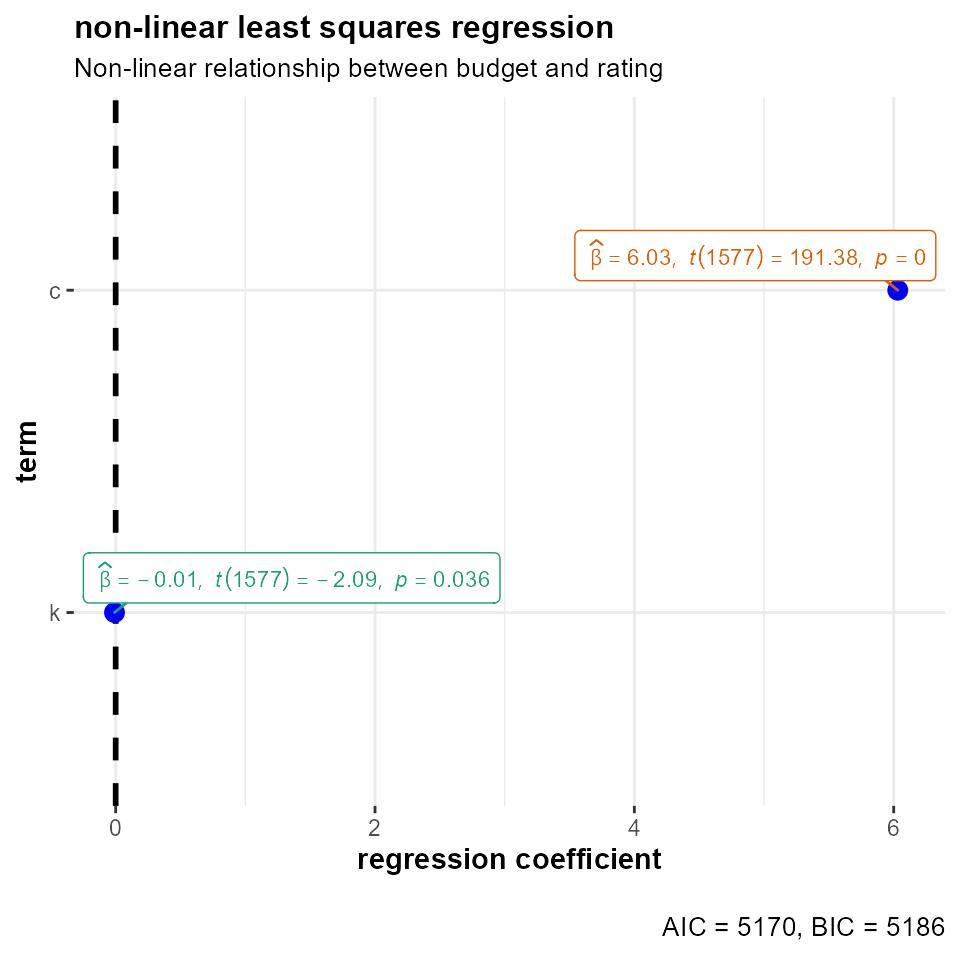 non-linear least squares regression
Non-linear relationship between budget and rating
β̂ = 6.03, t(1577) = 191.38, p = 0
c
term
β̂ = −0.01, t(1577) = −2.09, p = 0.036
k
0 2 4 6
regression coefficient
AIC = 5170, BIC = 5186